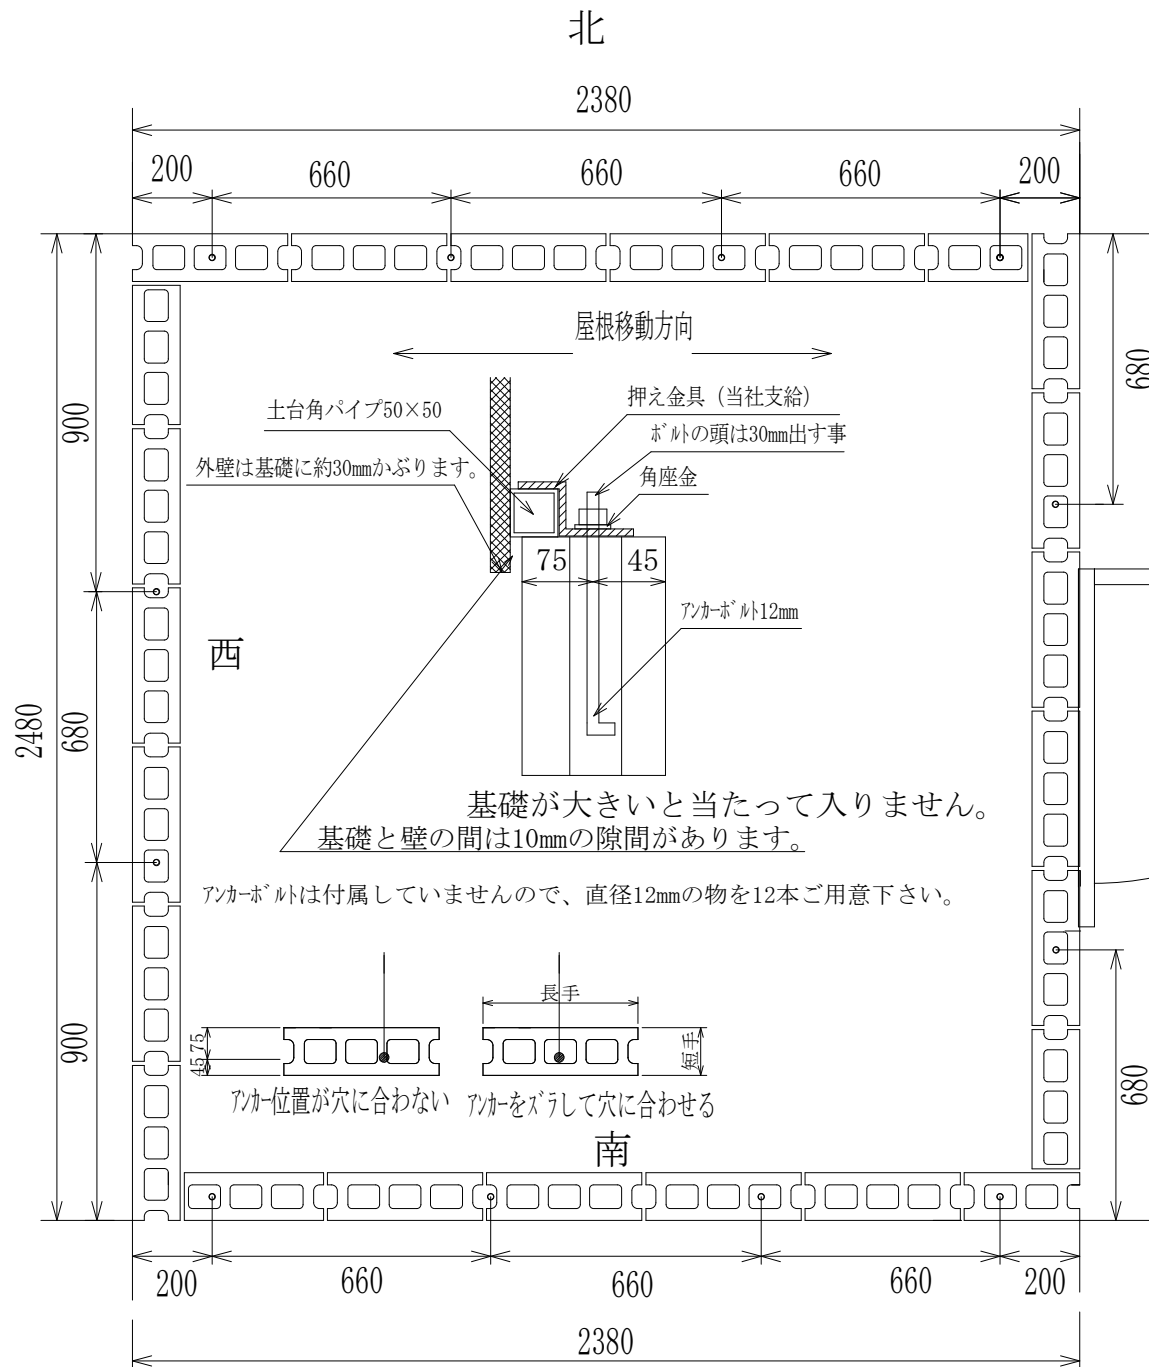 北
2380
200
660
660
660
200
屋根移動方向
土台角パイプ50×50
押え金具（当社支給）
ボルトの頭は30mm出す事
外壁は基礎に約30mmかぶります。
角座金
75
45
アンカーボルト12mm
900
680
900
2480
西
680
680
基礎が大きいと当たって入りません。
基礎と壁の間は10mmの隙間があります。
アンカーボルトは付属していませんので、直径12mmの物を12本ご用意下さい。
長手
短手
75
45
アンカー位置が穴に合わない
アンカーをズラして穴に合わせる
南
200
660
660
660
200
2380